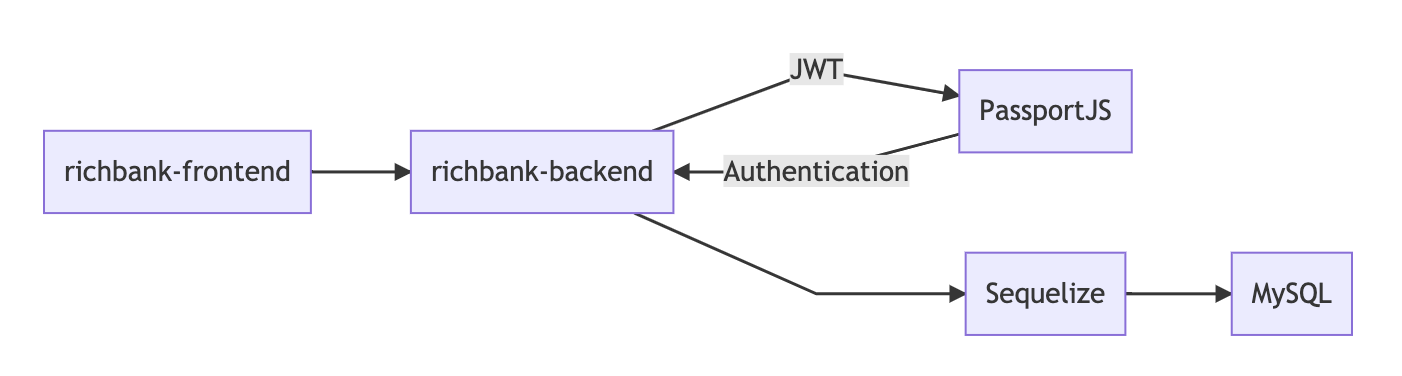 richbank-frontend
richbank-backend
JWT
Authentication
PassportJS
Sequelize
MySQL